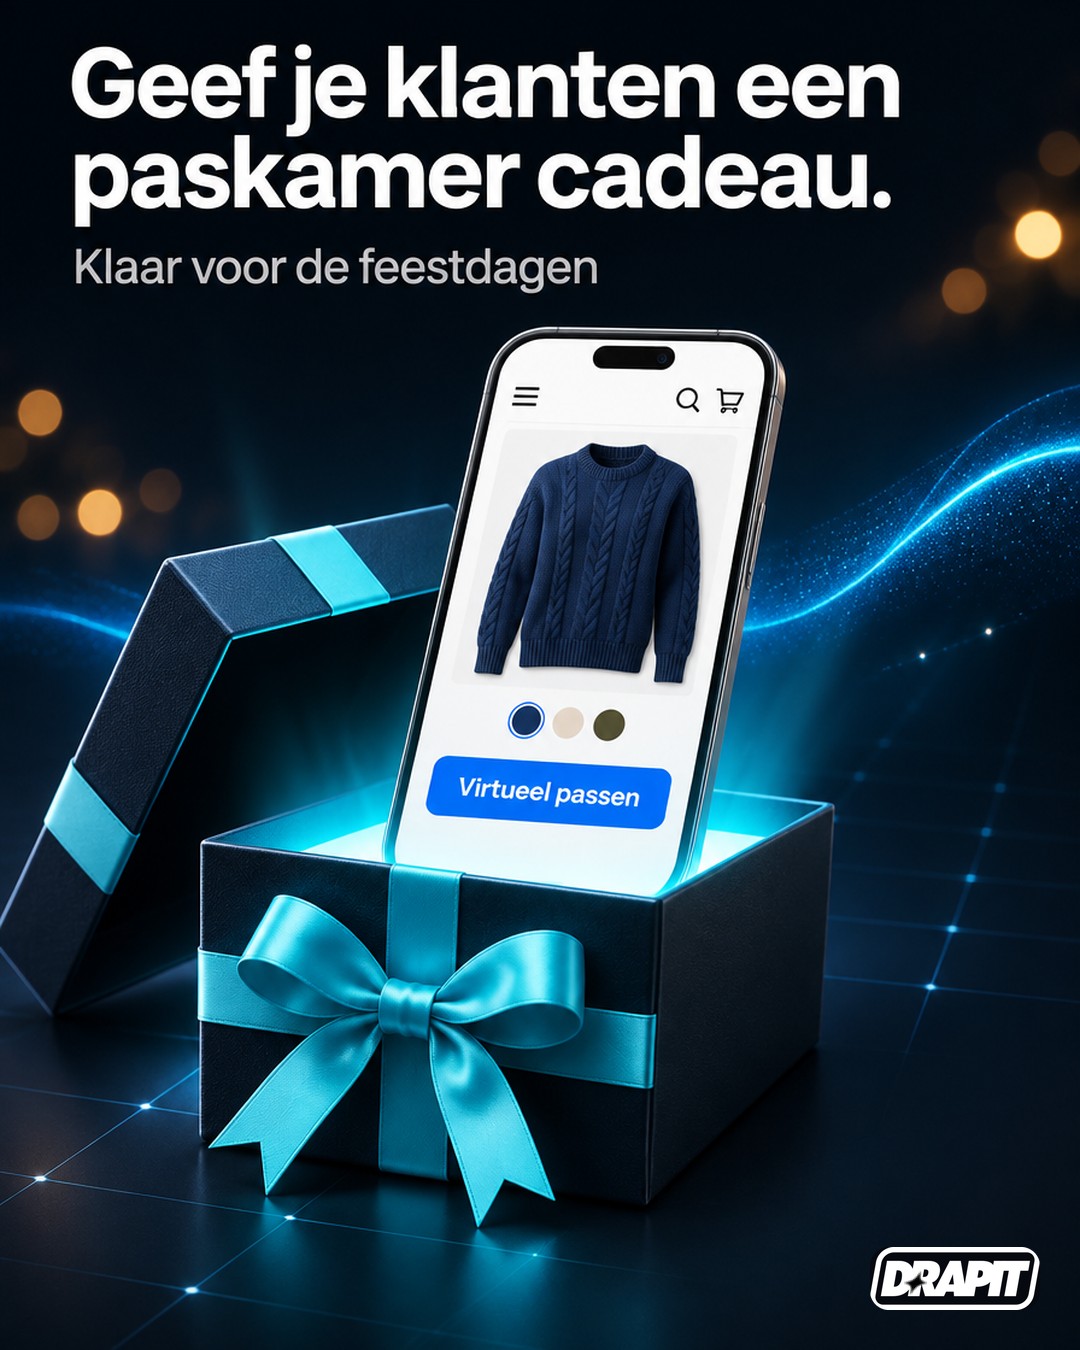 Geef je klanten een
paskamer cadeau.
Klaar voor de feestdagen
Virtueel passen
DRAPIT